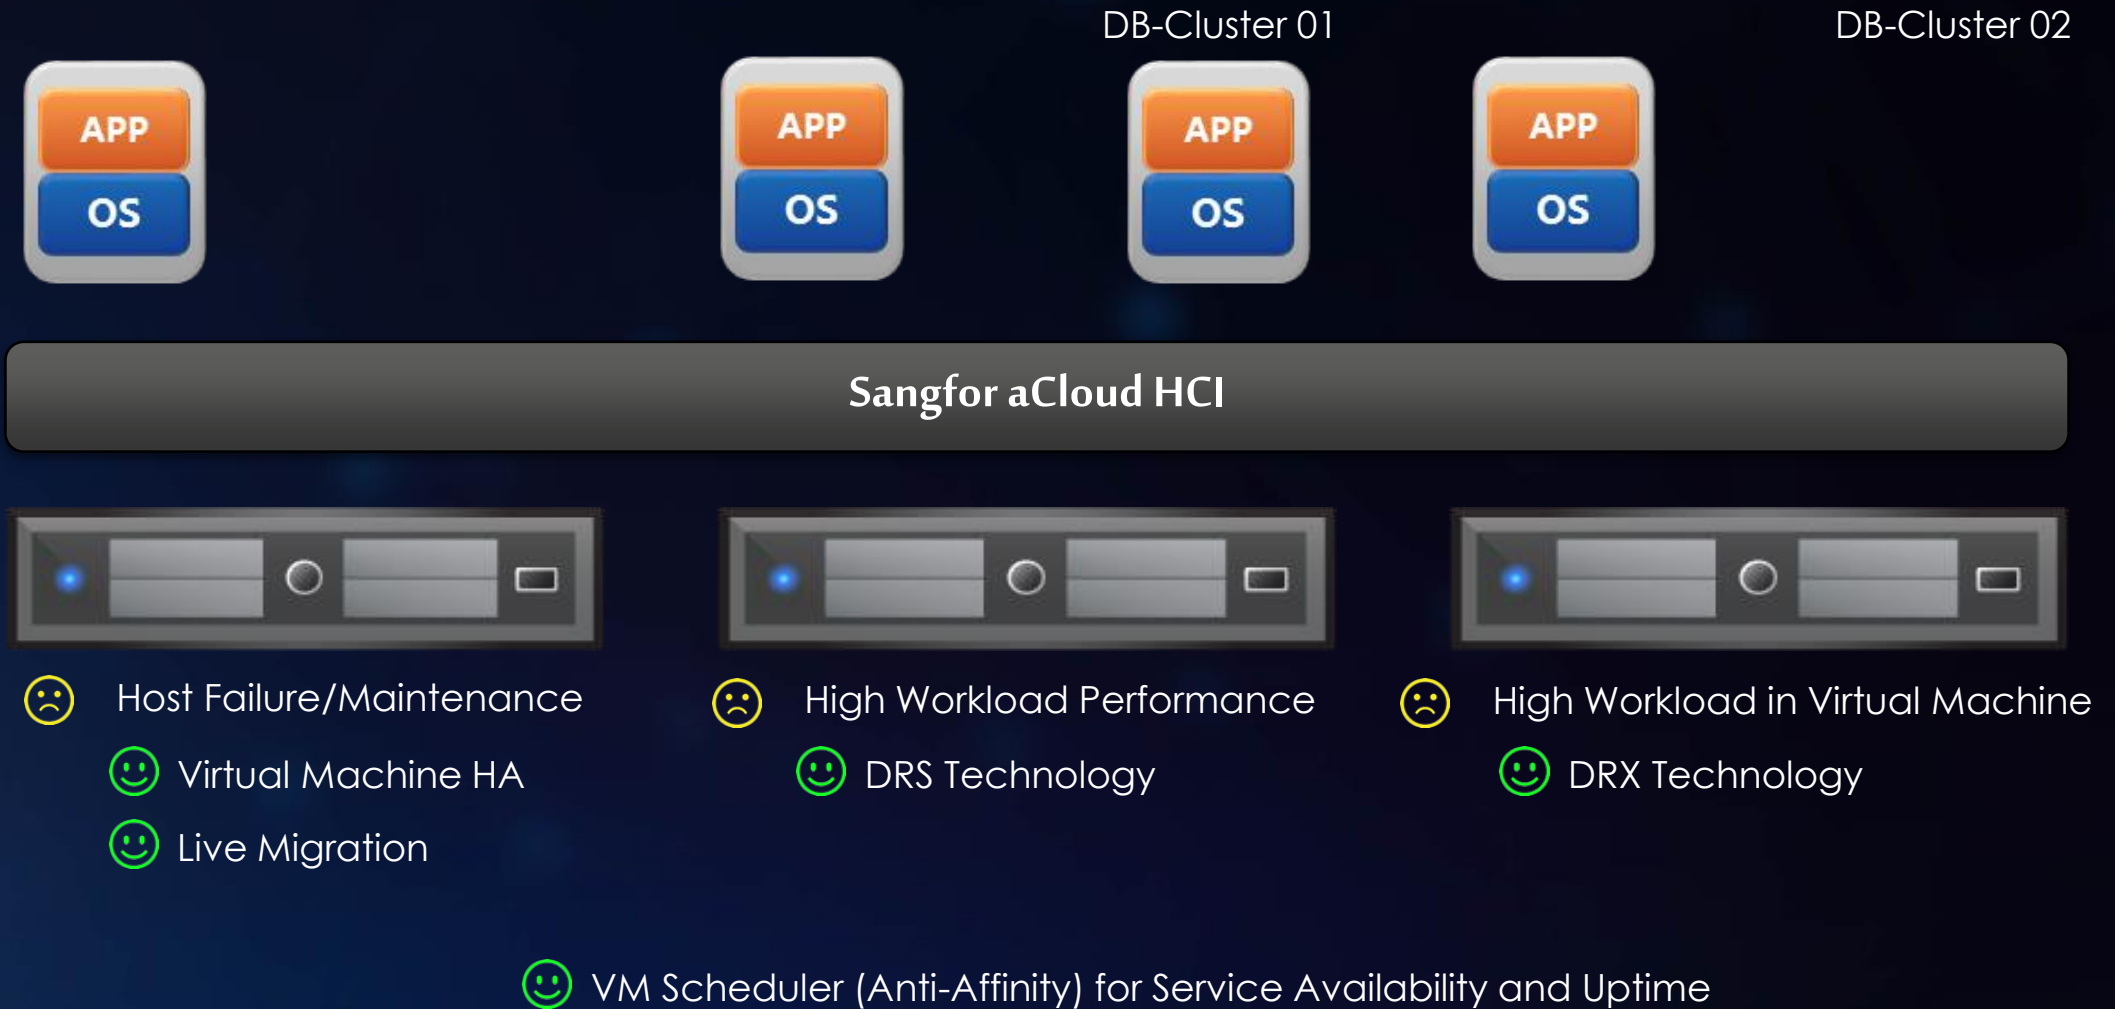 DB-Cluster 01
DB-Cluster 02
APP
OS
APP
OS
APP
OS
APP
OS
Sangfor aCloud HCI
Host Failure/Maintenance
Virtual Machine HA
Live Migration
High Workload Performance
DRS Technology
High Workload in Virtual Machine
DRX Technology
VM Scheduler (Anti-Affinity) for Service Availability and Uptime